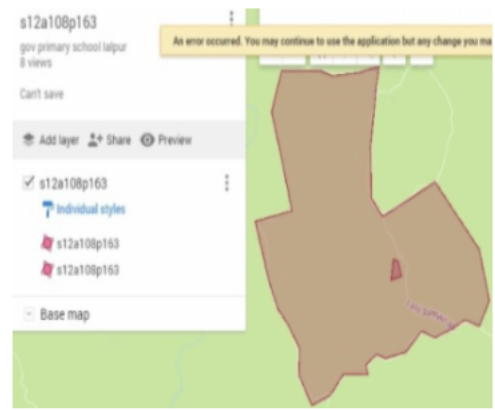 s12a108p163
gov primary school lalpur
8 views
Can't save
An error occurred. You may continue to use the application but any change you ma
Add layer Share Preview
s12a108p163
Individual styles
s12a108p163
s12a108p163
Base map